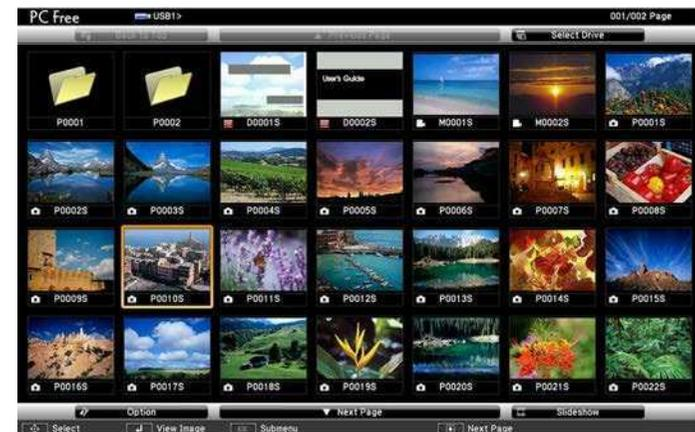 PC Free USB1> 001/002 Page
Back to Top ▲ Previous Page Select Drive
User's Guide
P0001 P0002 D0001S D0002S M0001S M0002S P0001S
P0002S P0003S P0004S P0005S P0006S P0007S P0008S
P0009S P0010S P0011S P0012S P0013S P0014S P0015S
P0016S P0017S P0018S P0019S P0020S P0021S P0022S
Option ▼ Next Page Slideshow
Select View Image Submenu Next Page